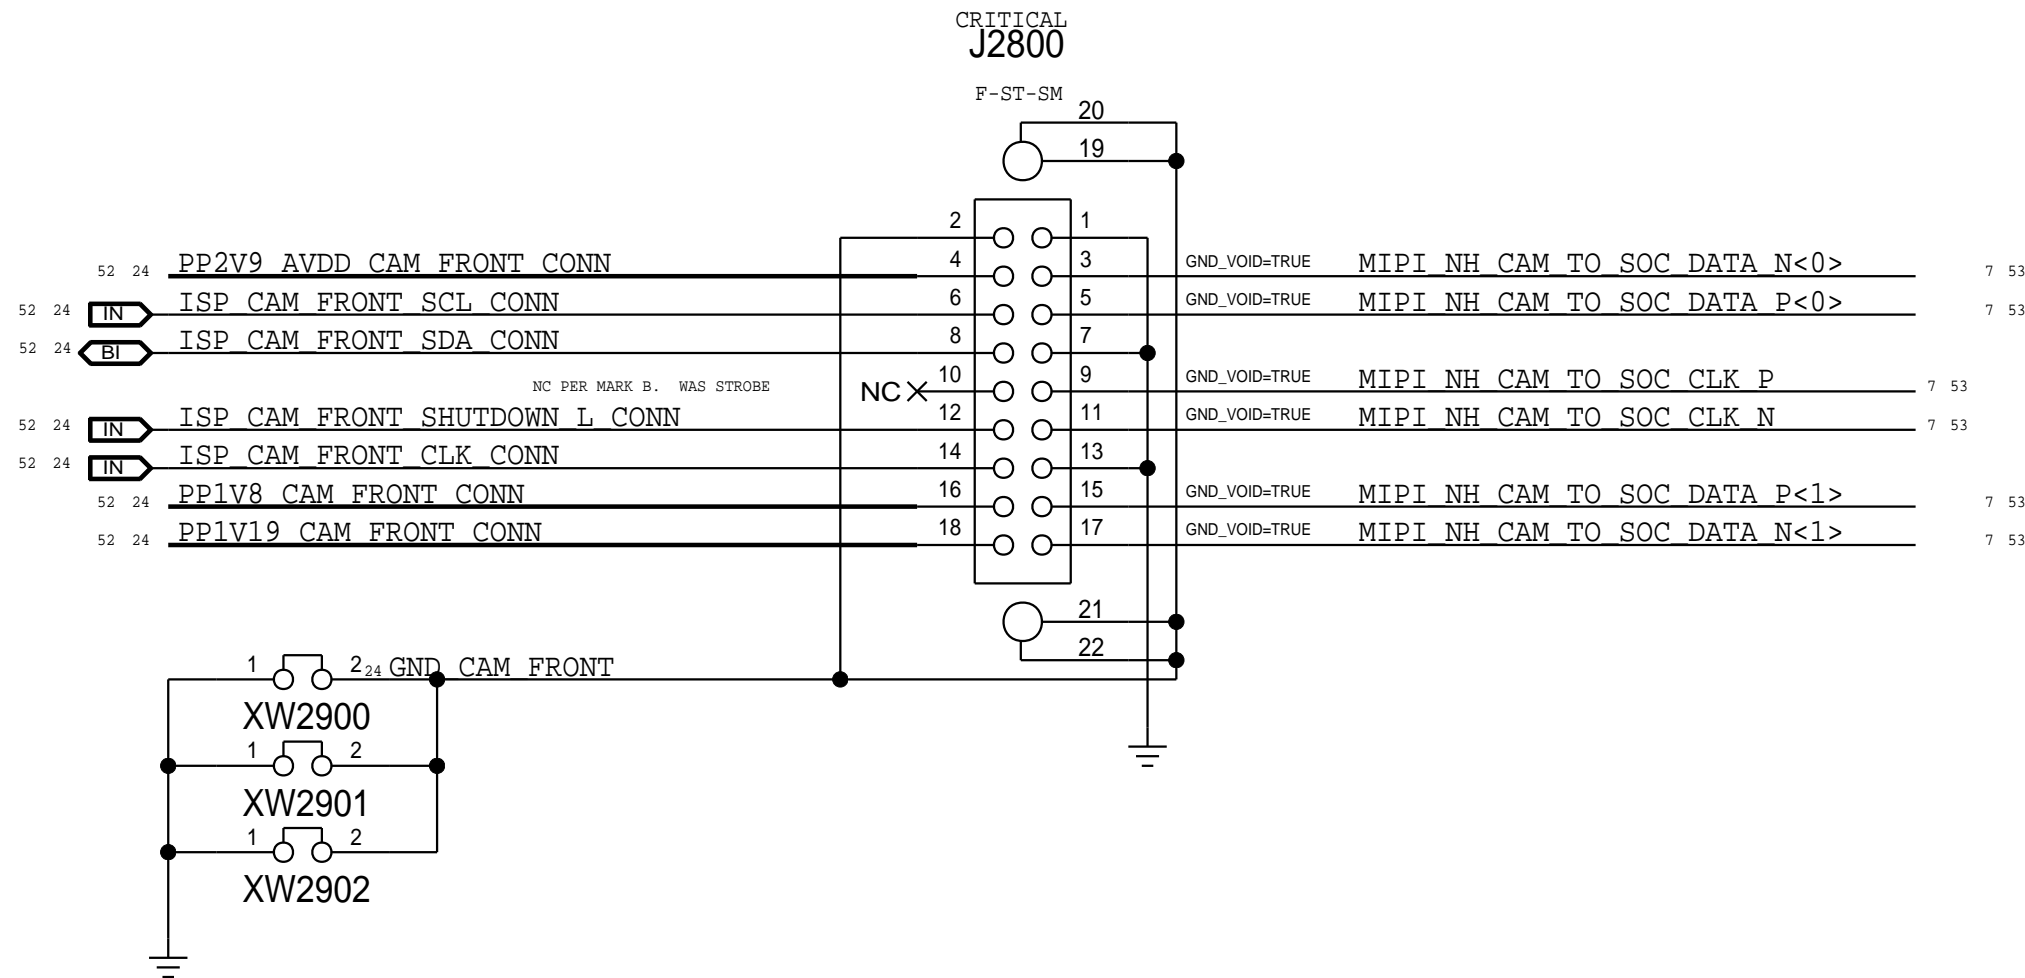 CRITICAL
J2800
F-ST-SM
20
19
2 1
52 24 PP2V9_AVDD_CAM_FRONT_CONN 4 3 GND_VOID=TRUE MIPI_NH_CAM_TO_SOC_DATA_N<0> 7 53
52 24 IN ISP_CAM_FRONT_SCL_CONN 6 5 GND_VOID=TRUE MIPI_NH_CAM_TO_SOC_DATA_P<0> 7 53
52 24 BI ISP_CAM_FRONT_SDA_CONN 8 7
NC PER MARK B. WAS STROBE NC 10 9 GND_VOID=TRUE MIPI_NH_CAM_TO_SOC_CLK_P 7 53
52 24 IN ISP_CAM_FRONT_SHUTDOWN_L_CONN 12 11 GND_VOID=TRUE MIPI_NH_CAM_TO_SOC_CLK_N 7 53
52 24 IN ISP_CAM_FRONT_CLK_CONN 14 13
52 24 PP1V8_CAM_FRONT_CONN 16 15 GND_VOID=TRUE MIPI_NH_CAM_TO_SOC_DATA_P<1> 7 53
52 24 PP1V19_CAM_FRONT_CONN 18 17 GND_VOID=TRUE MIPI_NH_CAM_TO_SOC_DATA_N<1> 7 53
21
22
1 2 24 GND_CAM_FRONT
XW2900
1 2
XW2901
1 2
XW2902